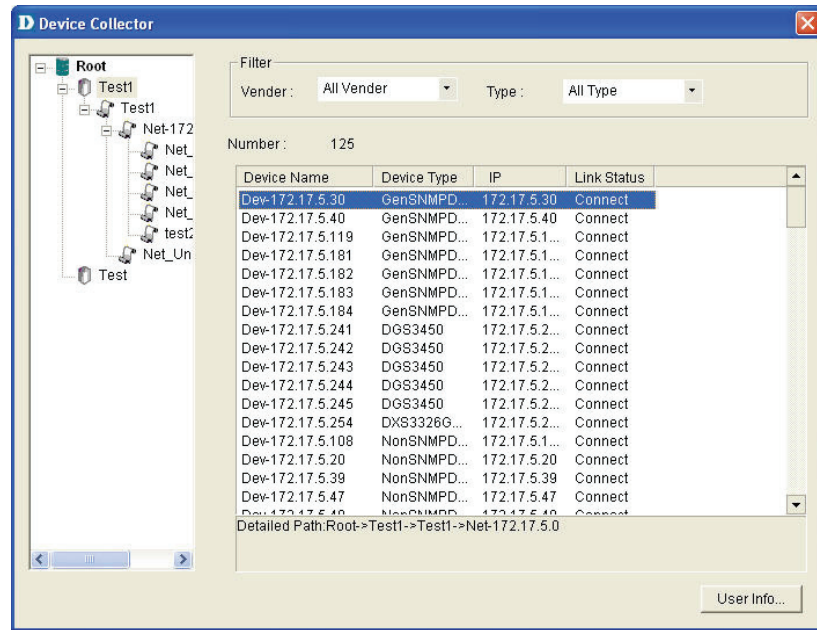 Device Collector
Root
Test1
Test1
Net-172
Net_
Net_
Net_
Net_
test2
Net_Un
Test
Filter
Vender : All Vender Type : All Type
Number : 125
Device Name Device Type IP Link Status
Dev-172.17.5.30 GenSNMPD... 172.17.5.30 Connect
Dev-172.17.5.40 GenSNMPD... 172.17.5.40 Connect
Dev-172.17.5.119 GenSNMPD... 172.17.5.1... Connect
Dev-172.17.5.181 GenSNMPD... 172.17.5.1... Connect
Dev-172.17.5.182 GenSNMPD... 172.17.5.1... Connect
Dev-172.17.5.183 GenSNMPD... 172.17.5.1... Connect
Dev-172.17.5.184 GenSNMPD... 172.17.5.1... Connect
Dev-172.17.5.241 DGS3450 172.17.5.2... Connect
Dev-172.17.5.242 DGS3450 172.17.5.2... Connect
Dev-172.17.5.243 DGS3450 172.17.5.2... Connect
Dev-172.17.5.244 DGS3450 172.17.5.2... Connect
Dev-172.17.5.245 DGS3450 172.17.5.2... Connect
Dev-172.17.5.254 DXS3326G... 172.17.5.2... Connect
Dev-172.17.5.108 NonSNMPD... 172.17.5.1... Connect
Dev-172.17.5.20 NonSNMPD... 172.17.5.20 Connect
Dev-172.17.5.39 NonSNMPD... 172.17.5.39 Connect
Dev-172.17.5.47 NonSNMPD... 172.17.5.47 Connect
Detailed Path:Root->Test1->Test1->Net-172.17.5.0
User Info...